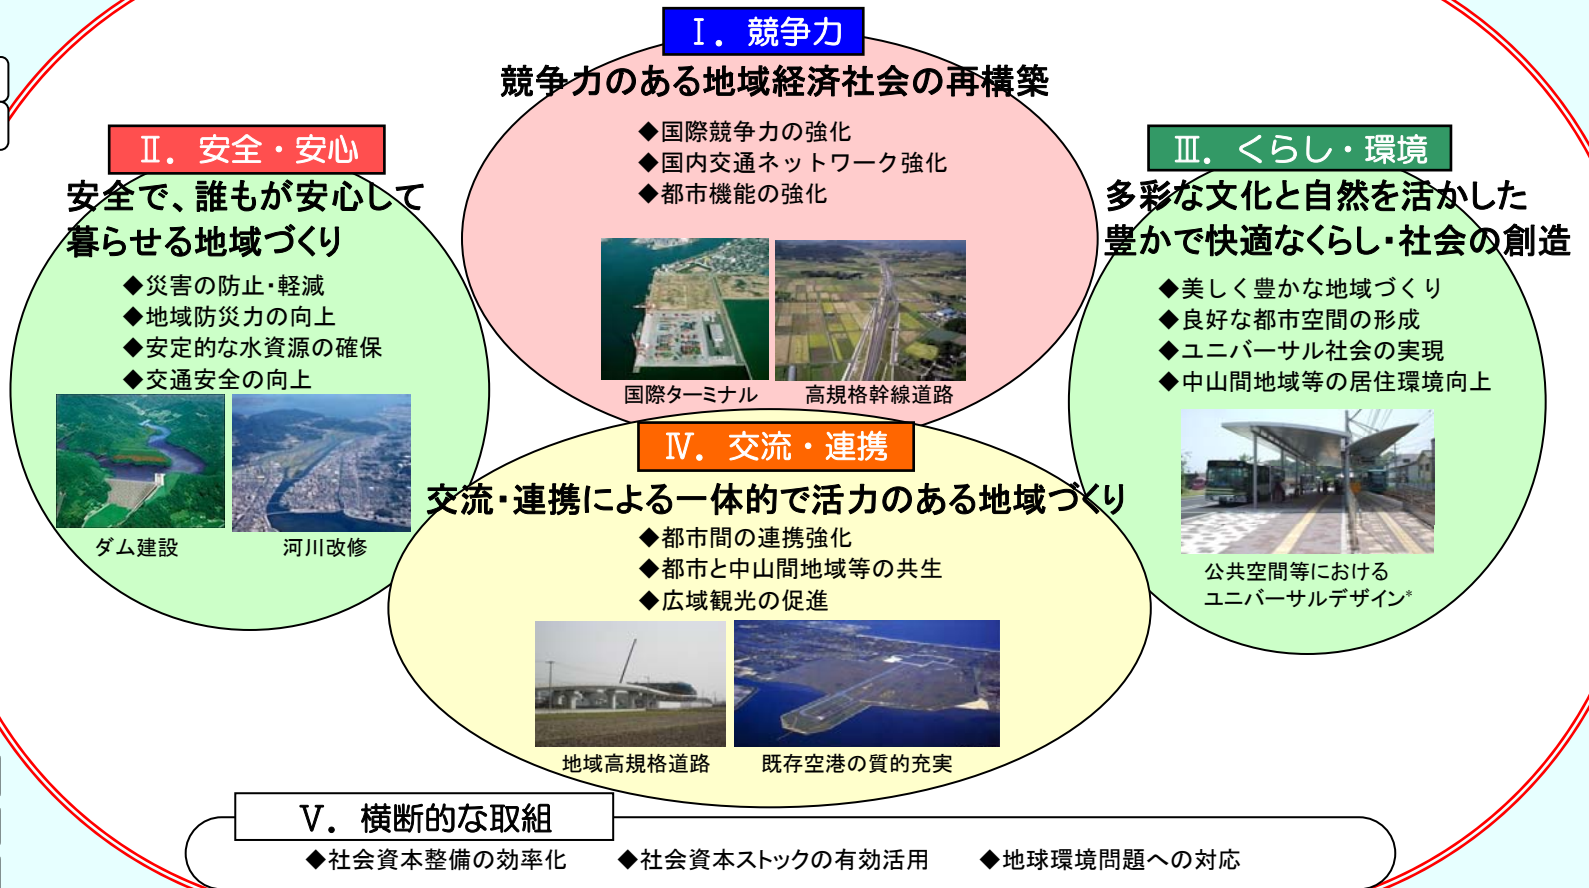 Ⅰ．競争力
競争力のある地域経済社会の再構築
◆国際競争力の強化
◆国内交通ネットワーク強化
◆都市機能の強化
国際ターミナル
高規格幹線道路
Ⅱ．安全・安心
安全で、誰もが安心して
暮らせる地域づくり
◆災害の防止・軽減
◆地域防災力の向上
◆安定的な水資源の確保
◆交通安全の向上
ダム建設
河川改修
Ⅲ．くらし・環境
多彩な文化と自然を活かした
豊かで快適なくらし・社会の創造
◆美しく豊かな地域づくり
◆良好な都市空間の形成
◆ユニバーサル社会の実現
◆中山間地域等の居住環境向上
公共空間等における
ユニバーサルデザイン*
Ⅳ．交流・連携
交流・連携による一体的で活力のある地域づくり
◆都市間の連携強化
◆都市と中山間地域等の共生
◆広域観光の促進
地域高規格道路
既存空港の質的充実
Ⅴ．横断的な取組
◆社会資本整備の効率化
◆社会資本ストックの有効活用
◆地球環境問題への対応